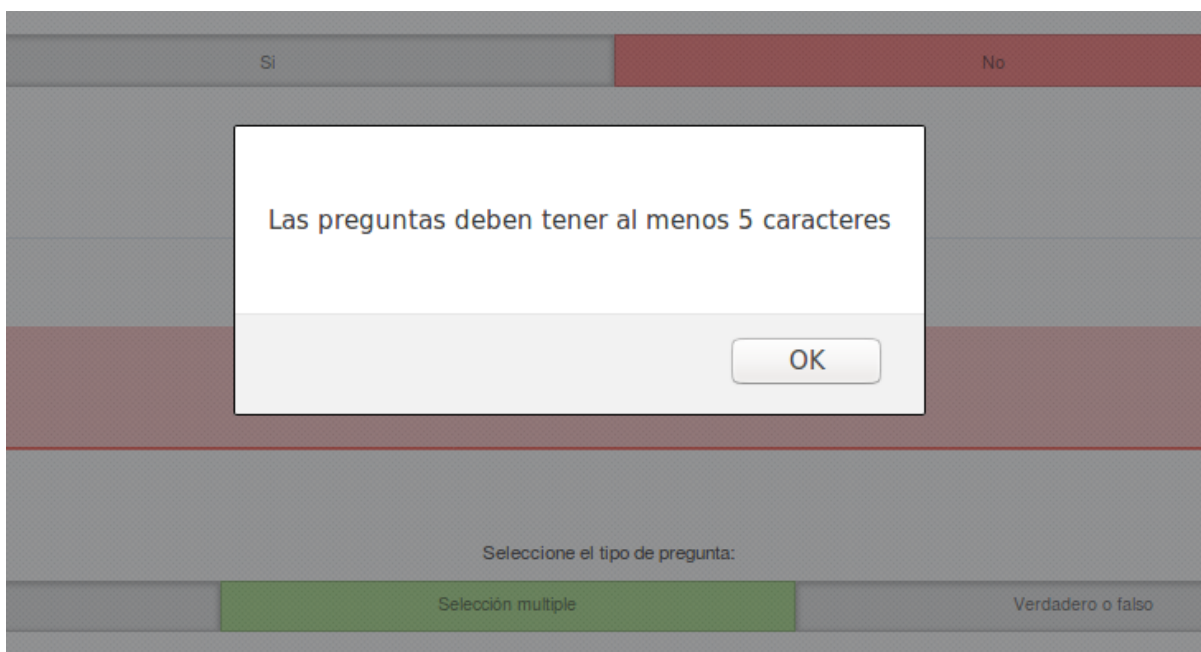 Si No
Las preguntas deben tener al menos 5 caracteres
OK
Seleccione el tipo de pregunta:
Selección multiple Verdadero o falso